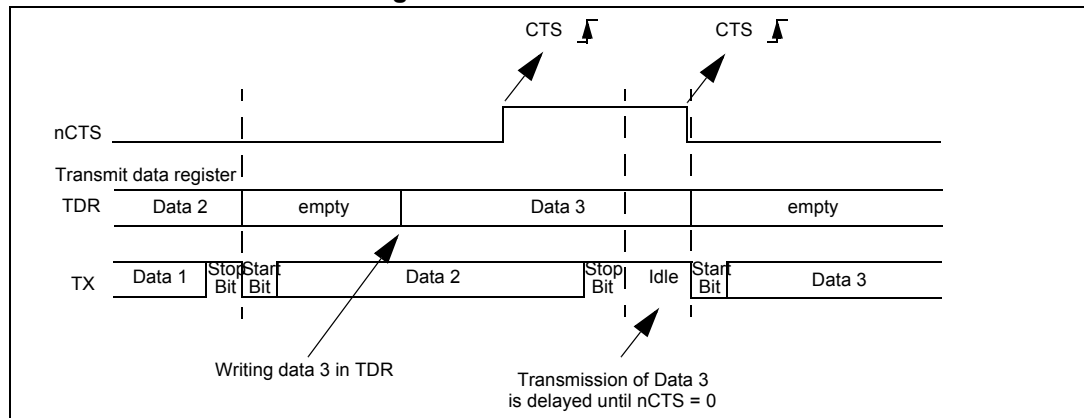 CTS CTS
nCTS
Transmit data register
TDR Data 2 empty Data 3 empty
TX Data 1 Stop Bit Start Bit Data 2 Stop Bit Idle Start Bit Data 3
Writing data 3 in TDR
Transmission of Data 3
is delayed until nCTS = 0